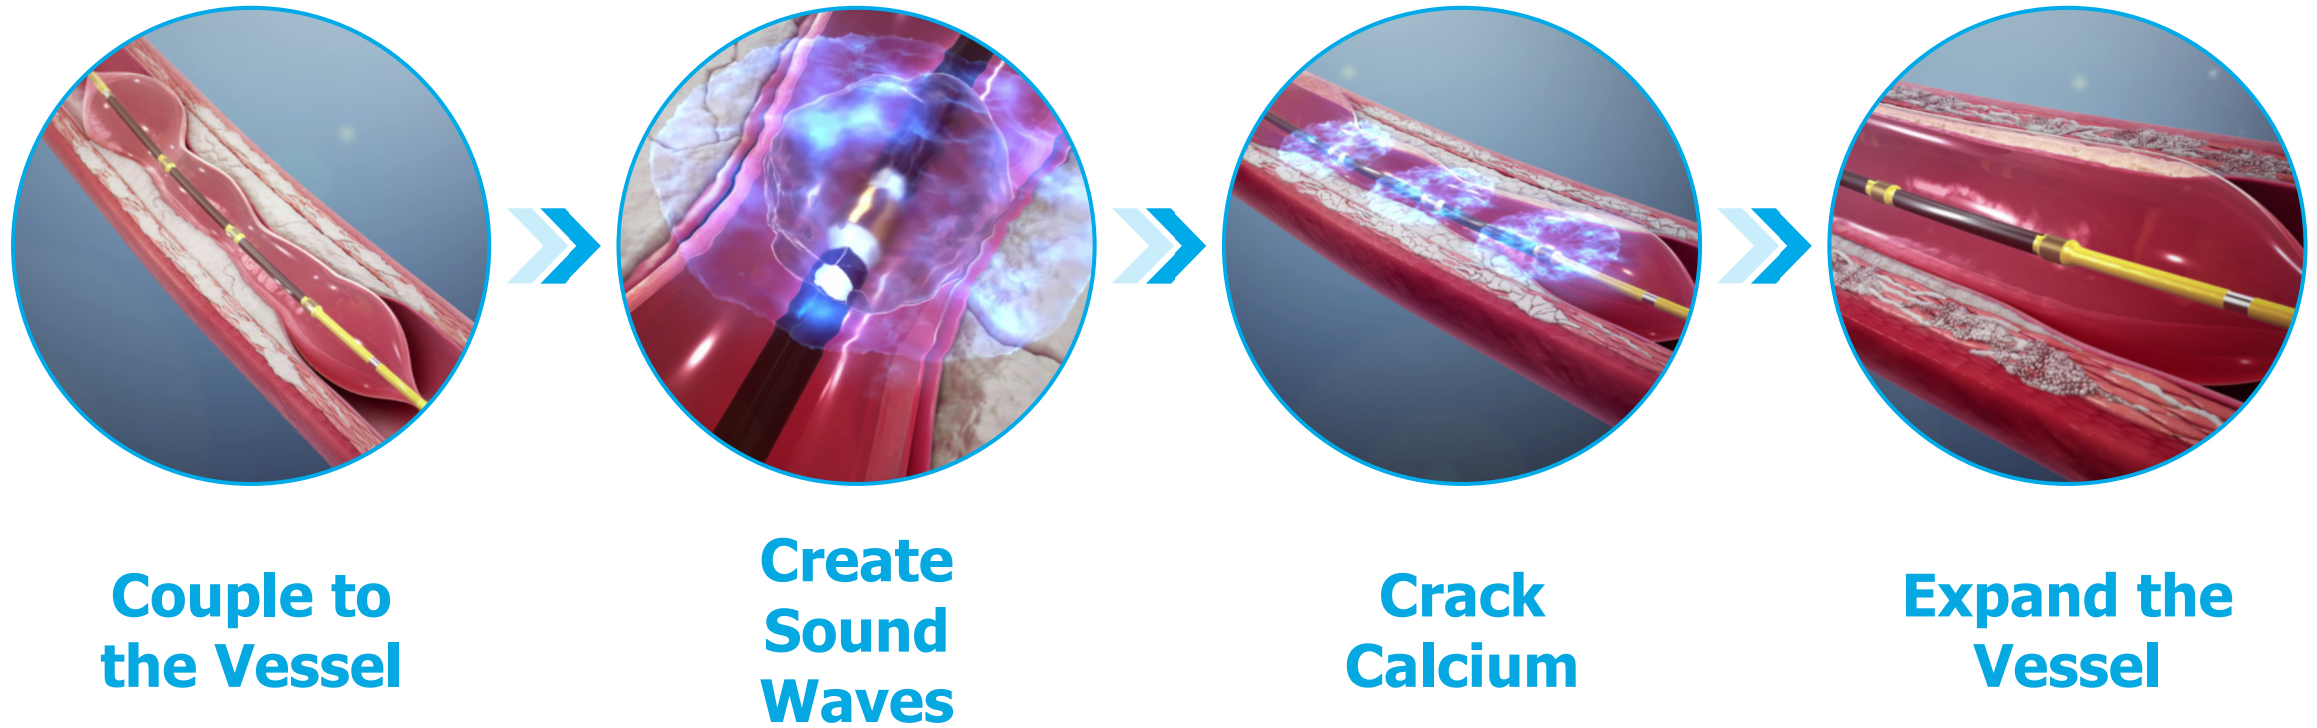 Couple to
the Vessel
Create
Sound
Waves
Crack
Calcium
Expand the
Vessel